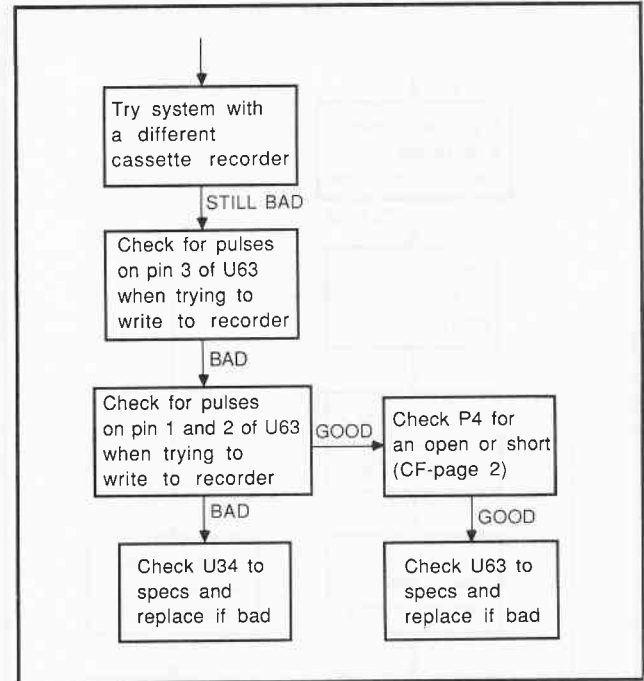 Try system with
a different
cassette recorder
STILL BAD
Check for pulses
on pin 3 of U63
when trying to
write to recorder
BAD
Check for pulses
on pin 1 and 2 of U63
when trying to
write to recorder
GOOD
Check P4 for
an open or short
(CF-page 2)
BAD
GOOD
Check U34 to
specs and
replace if bad
Check U63 to
specs and
replace if bad